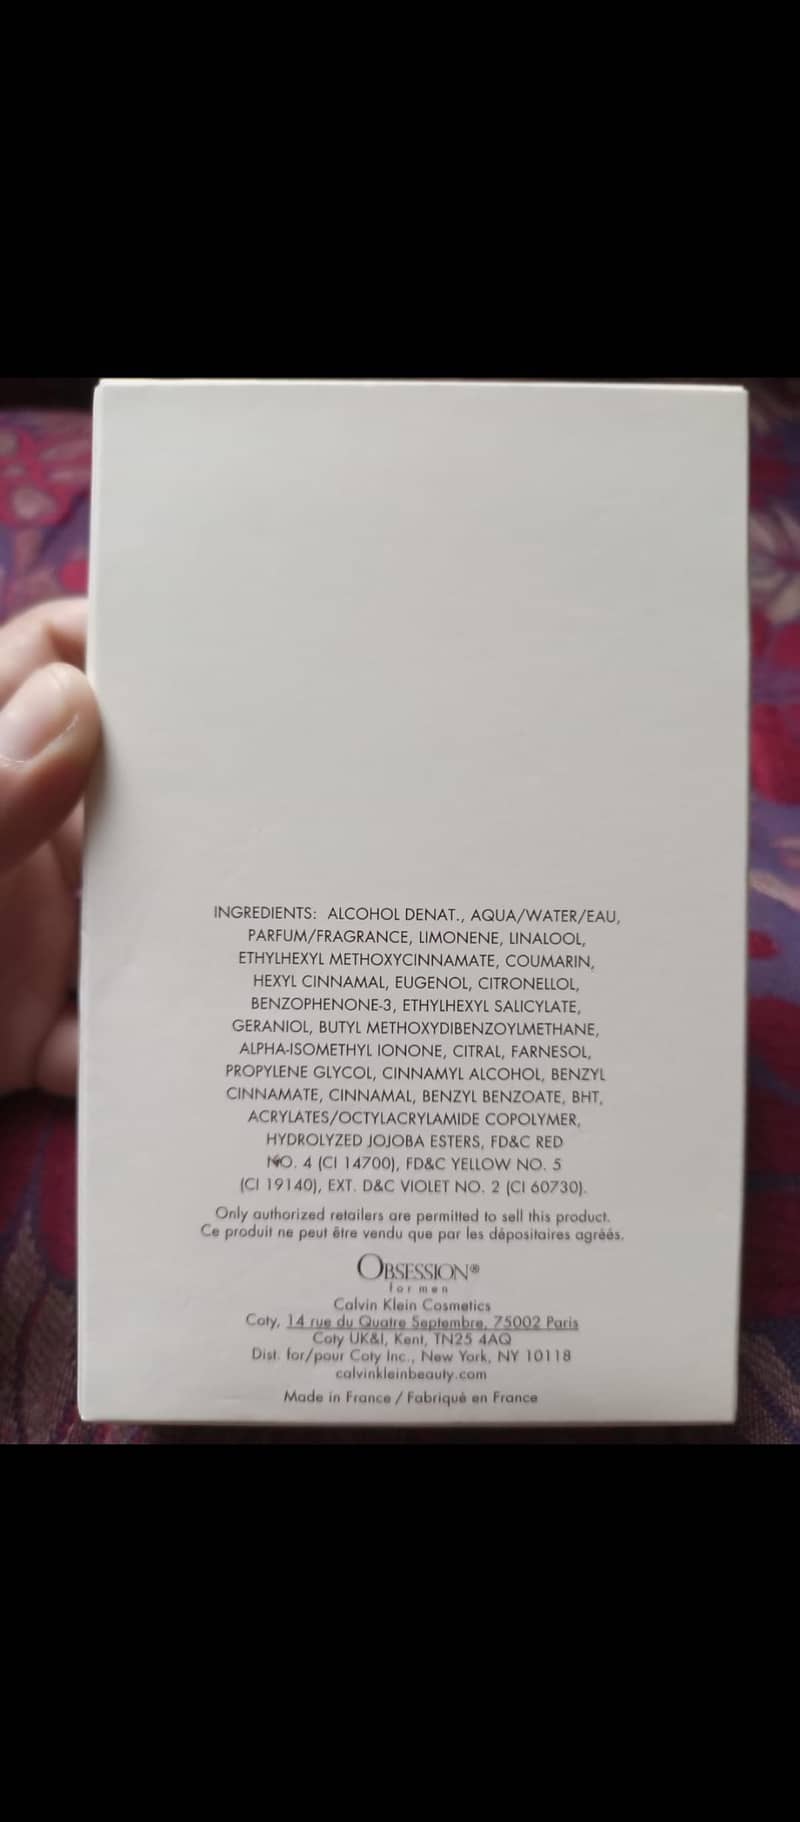 INGREDIENTS: ALCOHOL DENAT., AQUA/WATER/EAU,
PARFUM/FRAGRANCE, LIMONENE, LINALOOL,
ETHYLHEXYL METHOXYCINNAMATE, COUMARIN,
HEXYL CINNAMAL, EUGENOL, CITRONELLOL,
BENZOPHENONE-3, ETHYLHEXYL SALICYLATE,
GERANIOL, BUTYL METHOXYDIBENZOYLMETHANE,
ALPHA-ISOMETHYL IONONE, CITRAL, FARNESOL,
PROPYLENE GLYCOL, CINNAMYL ALCOHOL, BENZYL
CINNAMATE, CINNAMAL, BENZYL BENZOATE, BHT,
ACRYLATES/OCTYLACRYLAMIDE COPOLYMER,
HYDROLYZED JOJOBA ESTERS, FD&C RED
NO. 4 (CI 14700), FD&C YELLOW NO. 5
(CI 19140), EXT. D&C VIOLET NO. 2 (CI 60730).
Only authorized retailers are permitted to sell this product.
Ce produit ne peut être vendu que par les dépositaires agréés.
OBSESSION®
for men
Calvin Klein Cosmetics
Coty, 14 rue du Quatre Septembre, 75002 Paris
Coty UK&I, Kent, TN25 4AQ
Dist. for/pour Coty Inc., New York, NY 10118
calvinkleinbeauty.com
Made in France / Fabriqué en France